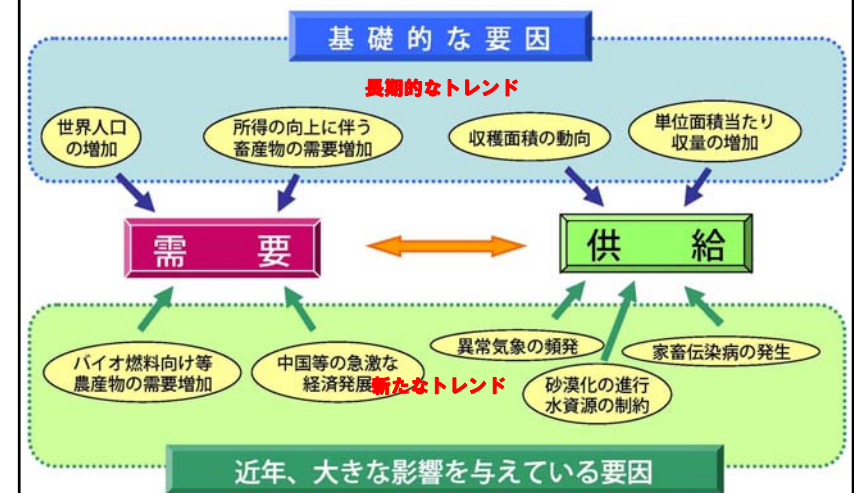 基礎的な要因
長期的なトレンド
世界人口
の増加
所得の向上に伴う
畜産物の需要増加
収穫面積の動向
単位面積当たり
収量の増加
需要
供給
バイオ燃料向け等
農産物の需要増加
中国等の急激な
経済発展
新たなトレンド
異常気象の頻発
砂漠化の進行
水資源の制約
家畜伝染病の発生
近年、大きな影響を与えている要因